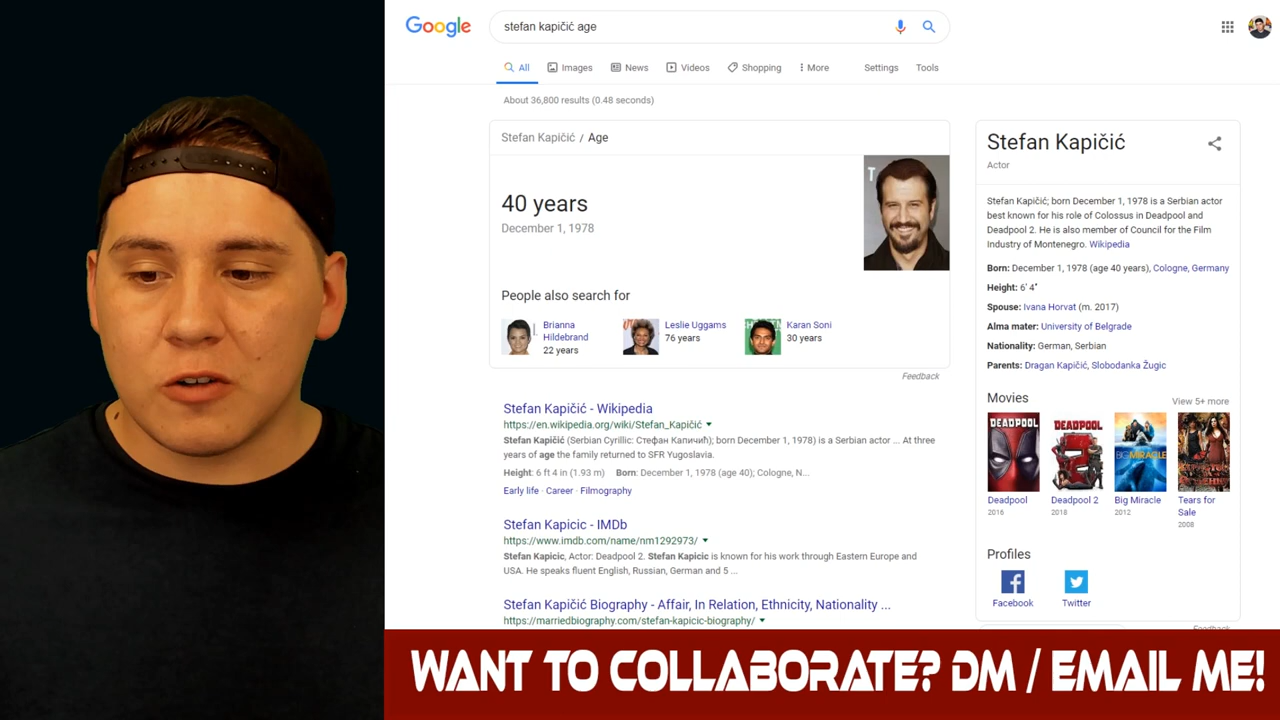 Google
stefan kapičić age
All
Images
News
Videos
Shopping
More
Settings
Tools
About 36,800 results (0.48 seconds)
Stefan Kapičić / Age
40 years
December 1, 1978
People also search for
Brianna
Hildebrand
22 years
Leslie Uggams
76 years
Karan Soni
30 years
Feedback
Stefan Kapičić - Wikipedia
https://en.wikipedia.org/wiki/Stefan_Kapičić
Stefan Kapičić (Serbian Cyrillic: Стефан Капичић); born December 1, 1978) is a Serbian actor ... At three
years of age the family returned to SFR Yugoslavia.
Height: 6 ft 4 in (1.93 m) Born: December 1, 1978 (age 40); Cologne, N...
Early life · Career · Filmography
Stefan Kapicic - IMDb
https://www.imdb.com/name/nm1292973/
Stefan Kapicic, Actor: Deadpool 2. Stefan Kapicic is known for his work through Eastern Europe and
USA. He speaks fluent English, Russian, German and 5 ...
Stefan Kapičić Biography - Affair, In Relation, Ethnicity, Nationality ...
https://marriedbiography.com/stefan-kapicic-biography/
Stefan Kapičić
Actor
Stefan Kapičić; born December 1, 1978 is a Serbian actor
best known for his role of Colossus in Deadpool and
Deadpool 2. He is also member of Council for the Film
Industry of Montenegro. Wikipedia
Born: December 1, 1978 (age 40 years), Cologne, Germany
Height: 6′ 4″
Spouse: Ivana Horvat (m. 2017)
Alma mater: University of Belgrade
Nationality: German, Serbian
Parents: Dragan Kapičić, Slobodanka Žugic
Movies
View 5+ more
DEADPOOL
DEADPOOL
BIG MIRACLE
Deadpool
2016
Deadpool 2
2018
Big Miracle
2012
Tears for
Sale
2008
Profiles
Facebook
Twitter
WANT TO COLLABORATE? DM / EMAIL ME!